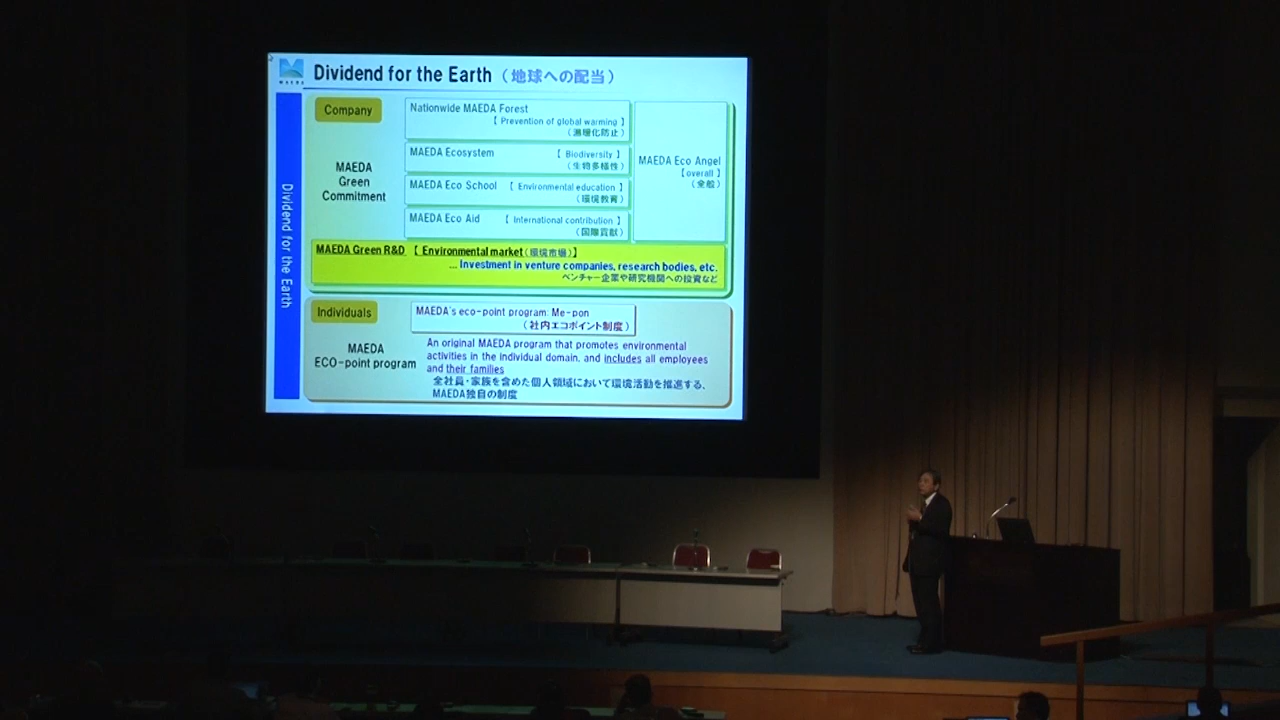 MAEDA
Dividend for the Earth（地球への配当）
Dividend for the Earth
Company
MAEDA
Green
Commitment
Nationwide MAEDA Forest
【 Prevention of global warming 】
（温暖化防止）
MAEDA Ecosystem 【 Biodiversity 】
（生物多様性）
MAEDA Eco School 【 Environmental education 】
（環境教育）
MAEDA Eco Aid 【 International contribution 】
（国際貢献）
MAEDA Eco Angel
【overall 】
（全般）
MAEDA Green R&D 【 Environmental market（環境市場）】
... Investment in venture companies, research bodies, etc.
ベンチャー企業や研究機関への投資など
Individuals
MAEDA
ECO-point program
MAEDA's eco-point program: Me-pon
（社内エコポイント制度）
An original MAEDA program that promotes environmental
activities in the individual domain, and includes all employees
and their families
全社員・家族を含めた個人領域において環境活動を推進する、
MAEDA独自の制度